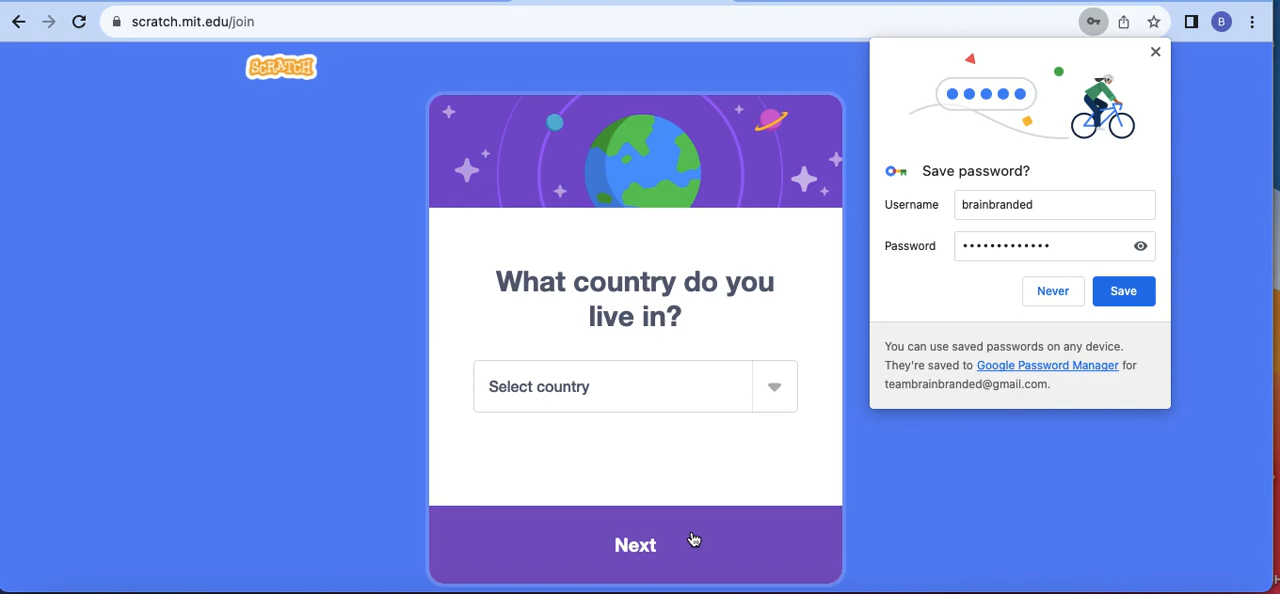 scratch.mit.edu/join
B
SCRATCH
Save password?
Username
brainbranded
Password
•••••••••••••
Never
Save
You can use saved passwords on any device.
They're saved to Google Password Manager for
teambrainbranded@gmail.com.
What country do you
live in?
Select country
Next